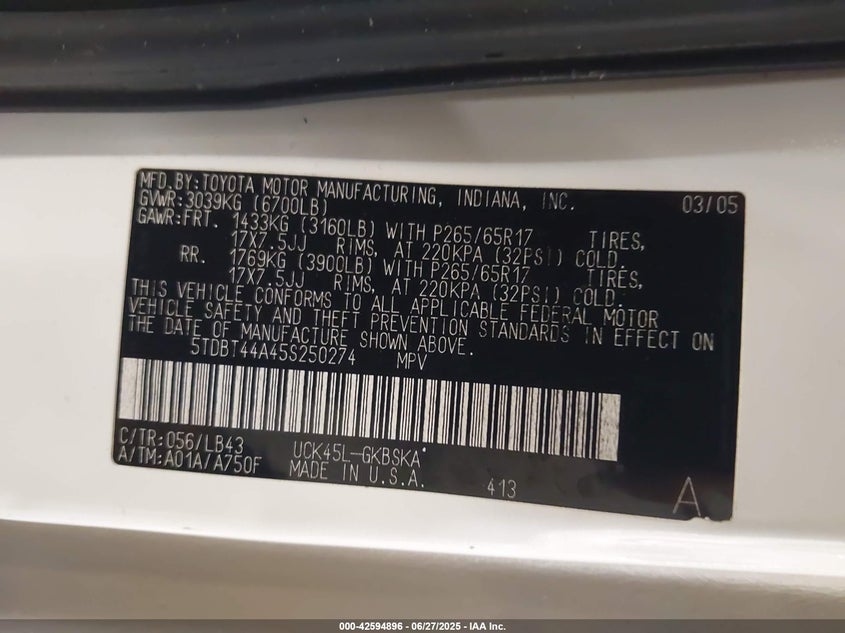 MFD.BY:TOYOTA MOTOR MANUFACTURING, INDIANA, INC. 03/05
GVWR:3039KG (6700LB)
GAWR:FRT. 1433KG (3160LB) WITH P265/65R17 TIRES,
17X7.5JJ RIMS, AT 220KPA (32PSI) COLD.
RR. 1769KG (3900LB) WITH P265/65R17 TIRES,
17X7.5JJ RIMS, AT 220KPA (32PSI) COLD.
THIS VEHICLE CONFORMS TO ALL APPLICABLE FEDERAL MOTOR
VEHICLE SAFETY AND THEFT PREVENTION STANDARDS IN EFFECT ON
THE DATE OF MANUFACTURE SHOWN ABOVE.
5TDBT44A45S250274 MPV
C/TR:056/LB43 UCK45L-GKBSKA
A/TM:A01A/A750F MADE IN U.S.A. 413 A
000-42594896 - 06/27/2025 - IAA Inc.